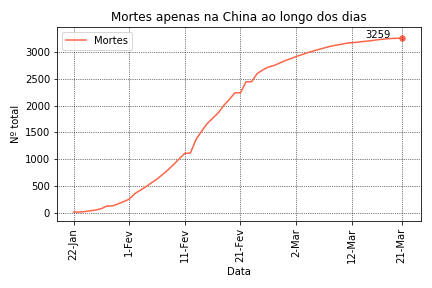 Mortes apenas na China ao longo dos dias
Mortes
3259
Nº total
3000
2500
2000
1500
1000
500
0
22-Jan
1-Fev
11-Fev
21-Fev
2-Mar
12-Mar
21-Mar
Data